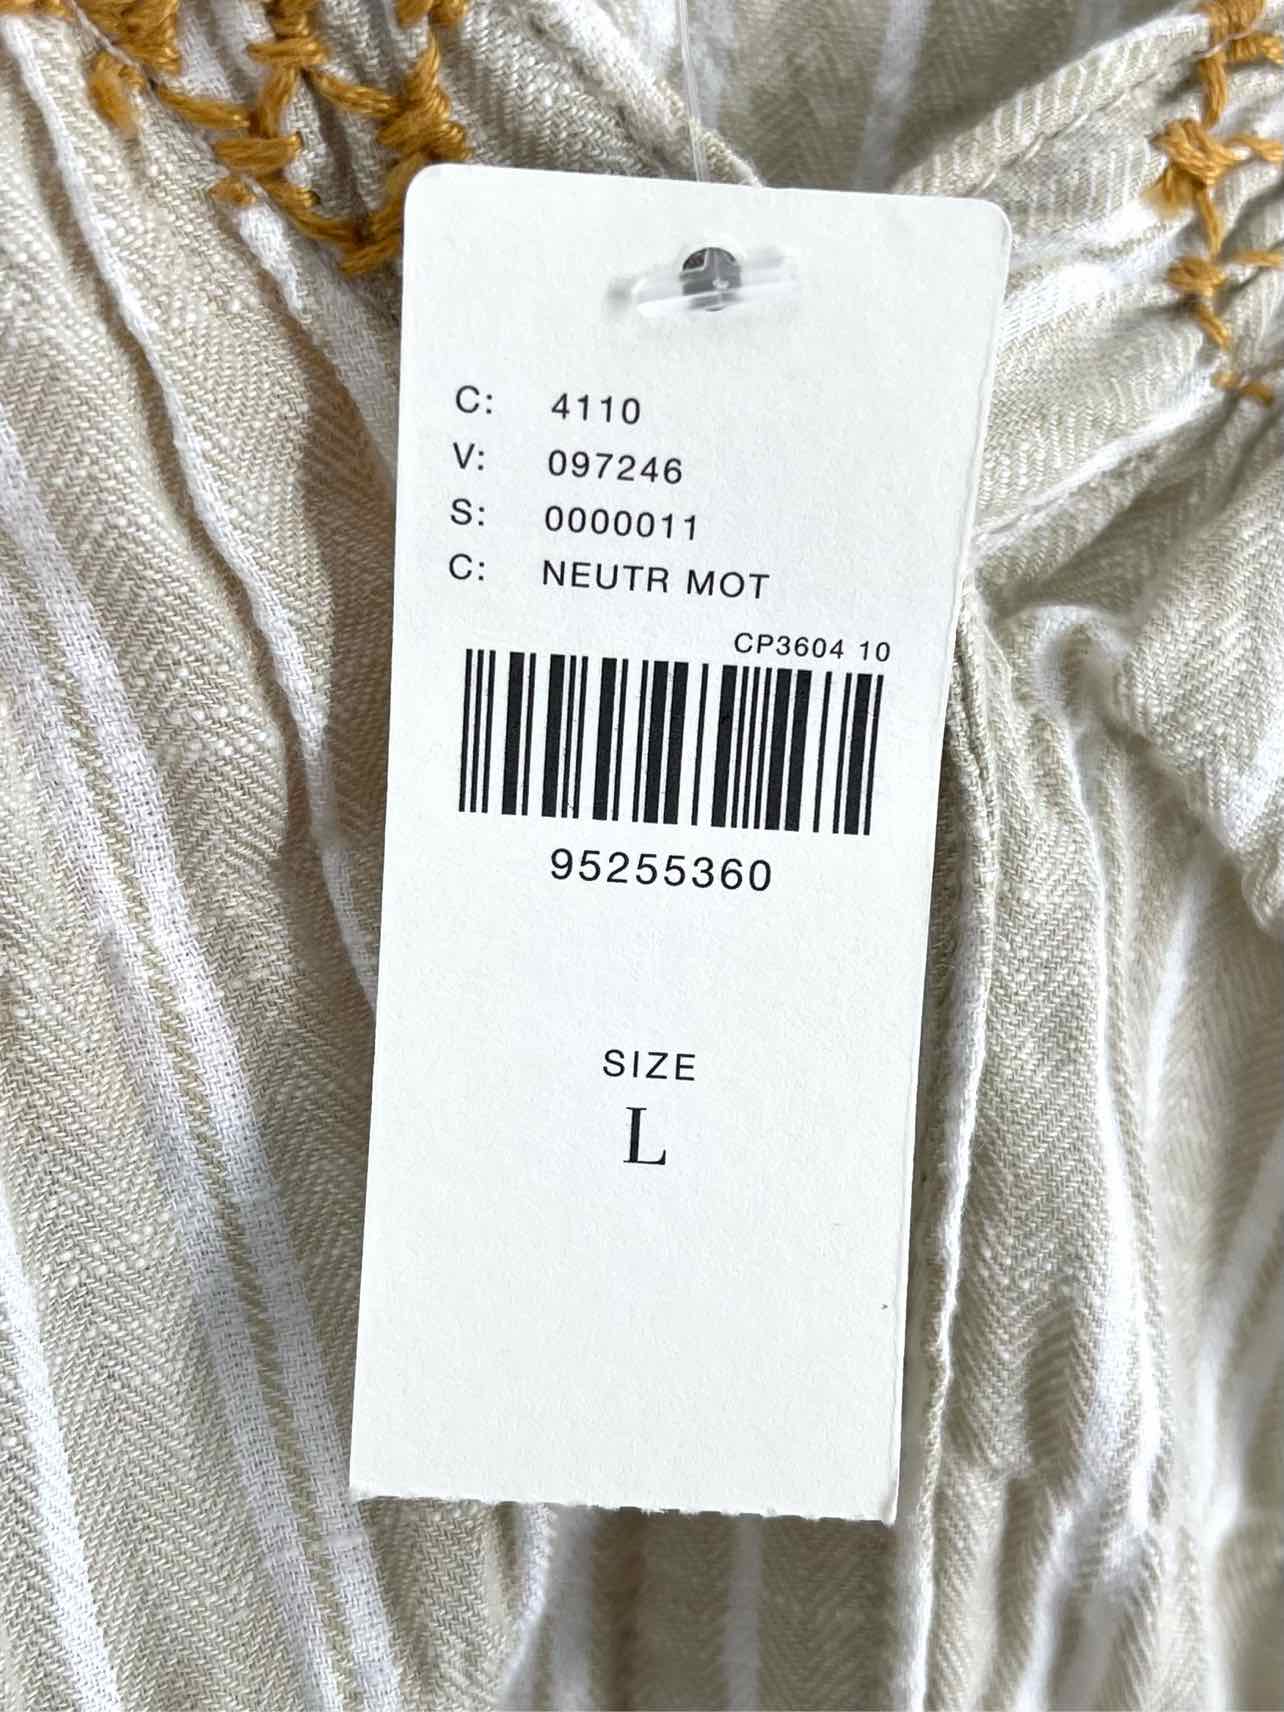 C: 4110
V: 097246
S: 0000011
C: NEUTR MOT
CP3604 10
95255360
SIZE
L